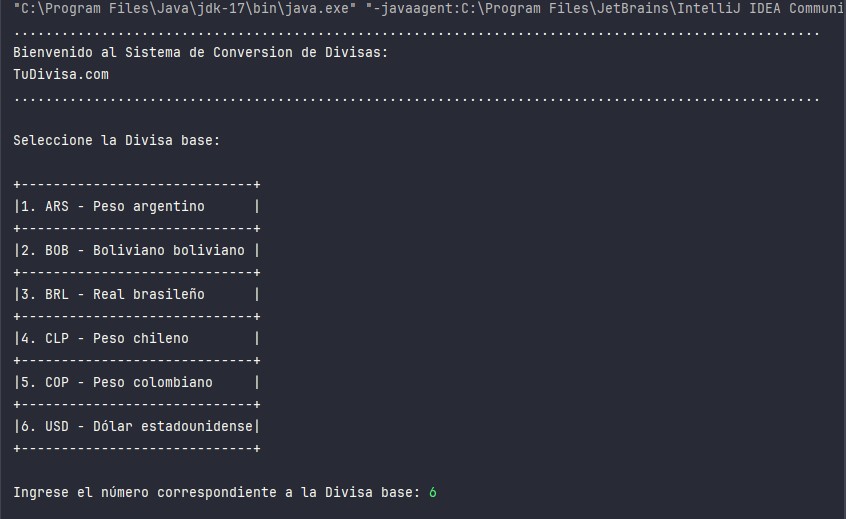 "C:\Program Files\Java\jdk-17\bin\java.exe" "-javaagent:C:\Program Files\JetBrains\IntelliJ IDEA Communi
.....................................................................................................
Bienvenido al Sistema de Conversion de Divisas:
TuDivisa.com
.....................................................................................................
Seleccione la Divisa base:
+-----------------------------+
|1. ARS - Peso argentino      |
+-----------------------------+
|2. BOB - Boliviano boliviano |
+-----------------------------+
|3. BRL - Real brasileño      |
+-----------------------------+
|4. CLP - Peso chileno        |
+-----------------------------+
|5. COP - Peso colombiano     |
+-----------------------------+
|6. USD - Dólar estadounidense|
+-----------------------------+
Ingrese el número correspondiente a la Divisa base: 6